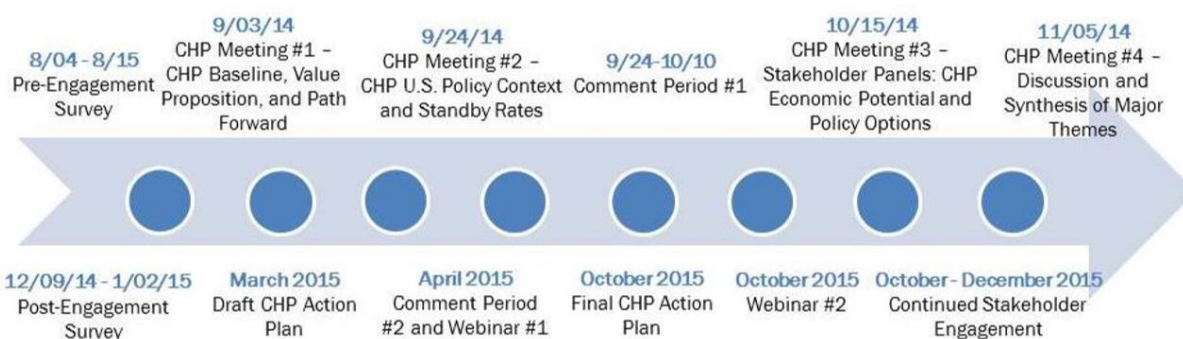 8/04 - 8/15
Pre-Engagement
Survey
9/03/14
CHP Meeting #1 –
CHP Baseline, Value
Proposition, and Path
Forward
9/24/14
CHP Meeting #2 –
CHP U.S. Policy Context
and Standby Rates
9/24-10/10
Comment Period #1
10/15/14
CHP Meeting #3 –
Stakeholder Panels: CHP
Economic Potential and
Policy Options
11/05/14
CHP Meeting #4 –
Discussion and
Synthesis of Major
Themes
12/09/14 - 1/02/15
Post-Engagement
Survey
March 2015
Draft CHP Action
Plan
April 2015
Comment Period
#2 and Webinar #1
October 2015
Final CHP Action
Plan
October 2015
Webinar #2
October - December 2015
Continued Stakeholder
Engagement